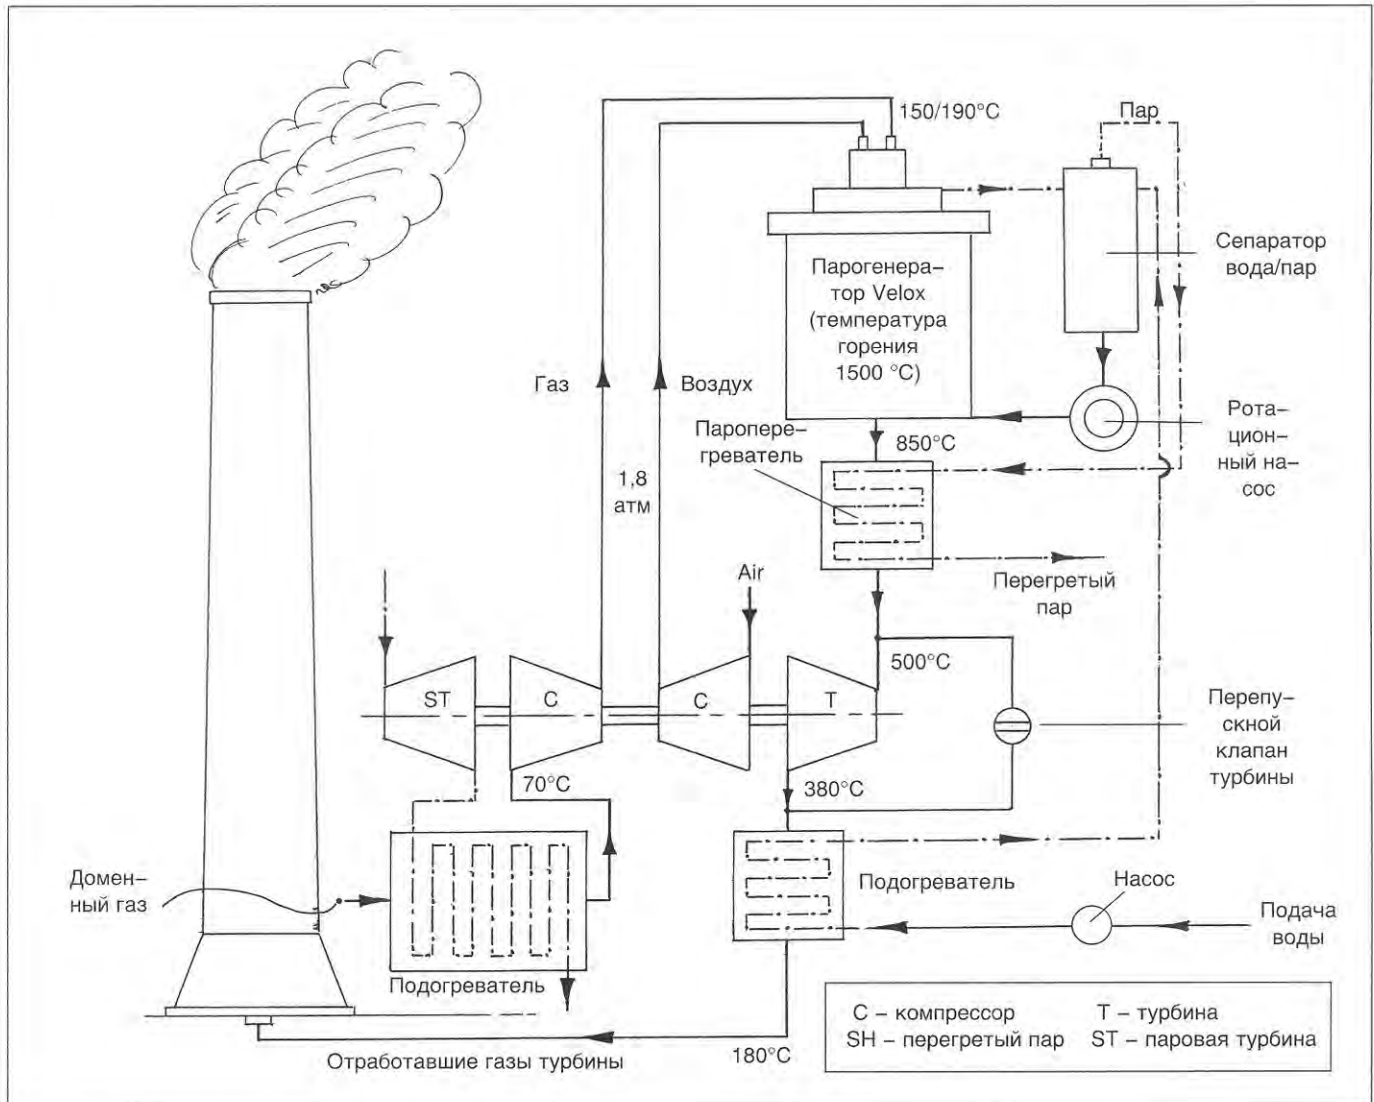 150/190°C
Пар
Сепаратор
вода/пар
Парогенера–
тор Velox
(температура
горения
1500 °C)
Газ
Воздух
Рота–
цион–
ный на–
сос
Паропере–
греватель
850°C
1,8
атм
Air
Перегретый
пар
500°C
ST
C
C
T
Перепу–
скной
клапан
турбины
70°C
380°C
Домен–
ный газ
Подогреватель
Насос
Подача
воды
Подогреватель
C – компрессор
T – турбина
SH – перегретый пар
ST – паровая турбина
Отработавшие газы турбины
180°C